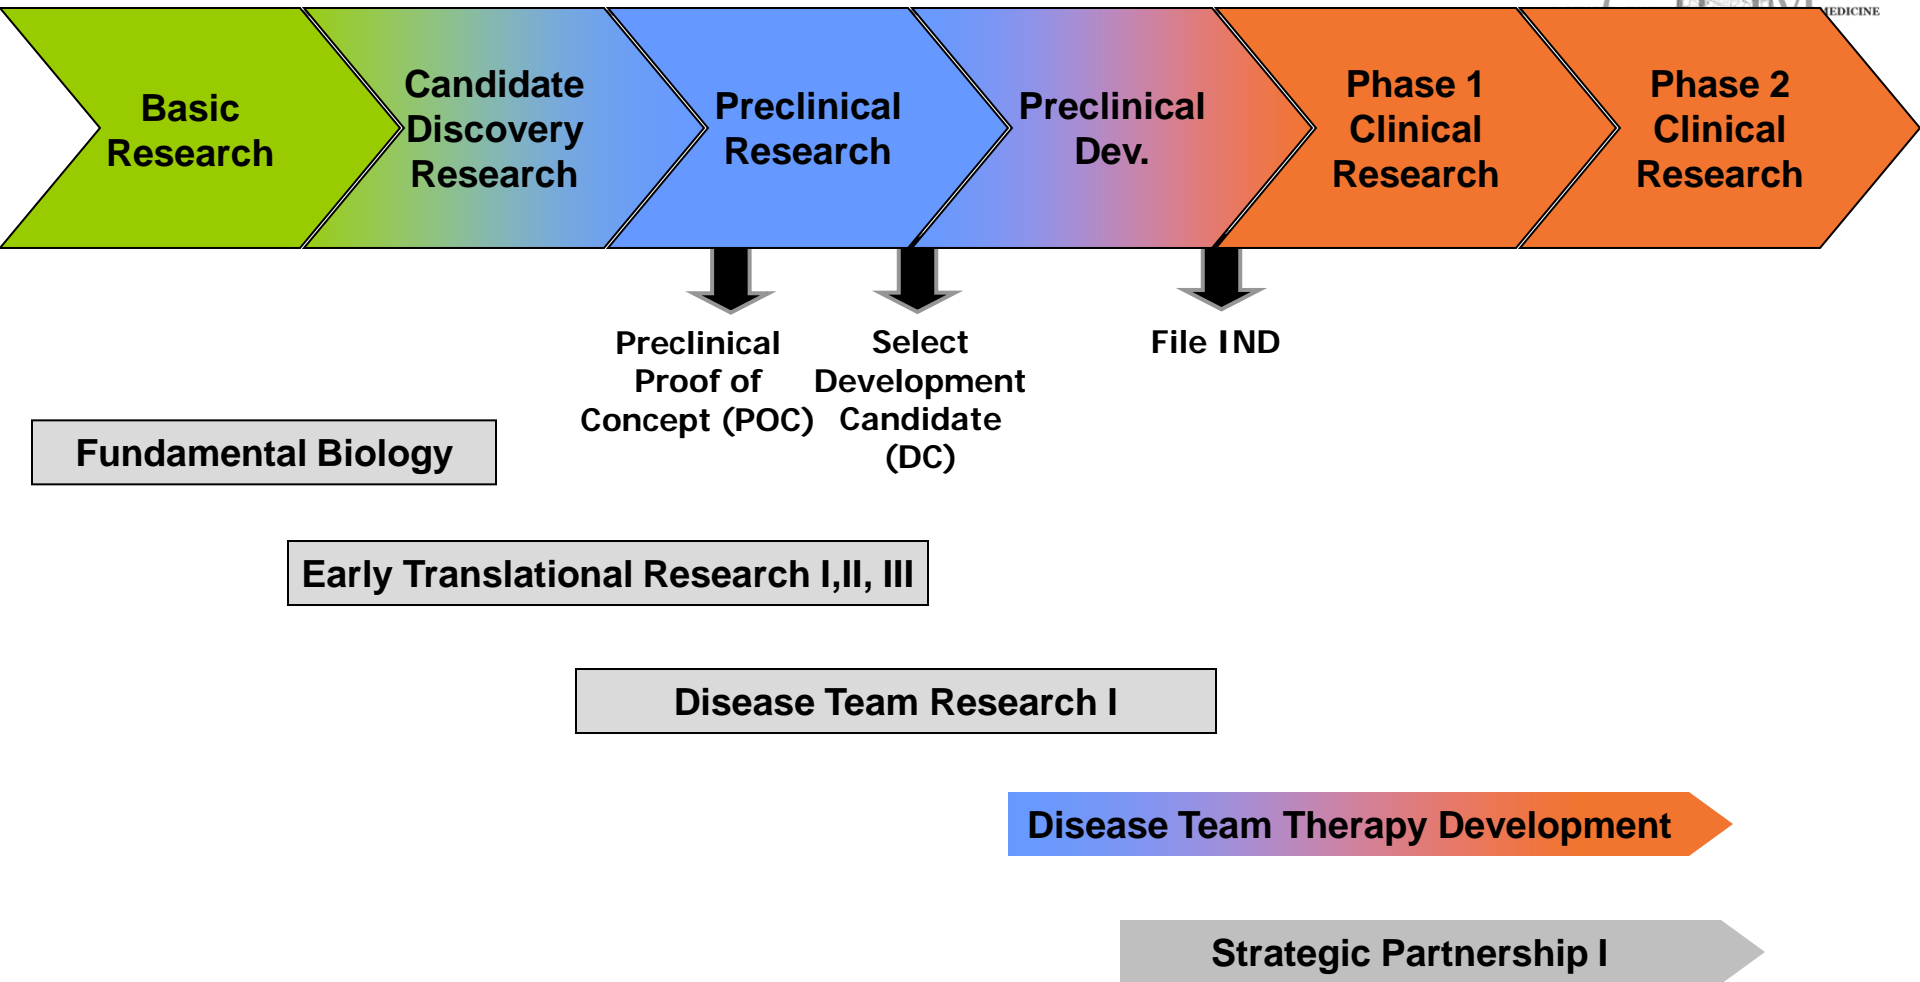 MEDICINE
Basic
Research
Candidate
Discovery
Research
Preclinical
Research
Preclinical
Dev.
Phase 1
Clinical
Research
Phase 2
Clinical
Research
Preclinical
Proof of
Concept (POC)
Select
Development
Candidate
(DC)
File IND
Fundamental Biology
Early Translational Research I,II, III
Disease Team Research I
Disease Team Therapy Development
Strategic Partnership I